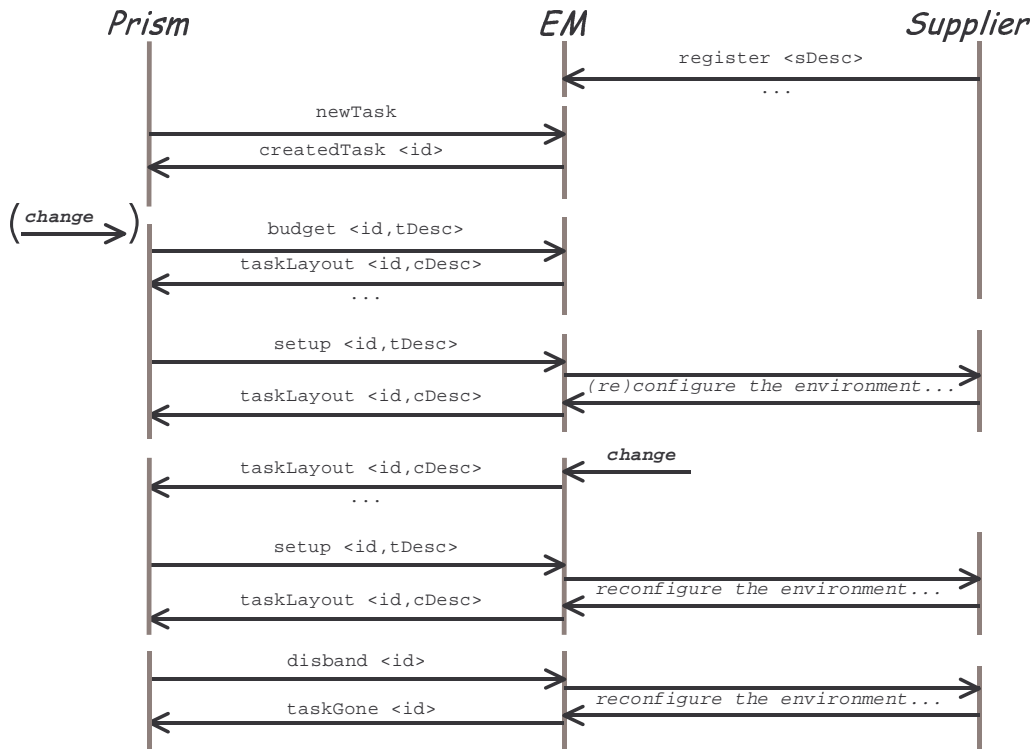 Prism EM Supplier
register <sDesc>
...
newTask
createdTask <id>
(change)
budget <id,tDesc>
taskLayout <id,cDesc>
...
setup <id,tDesc>
(re)configure the environment...
taskLayout <id,cDesc>
change
taskLayout <id,cDesc>
...
setup <id,tDesc>
reconfigure the environment...
taskLayout <id,cDesc>
disband <id>
reconfigure the environment...
taskGone <id>